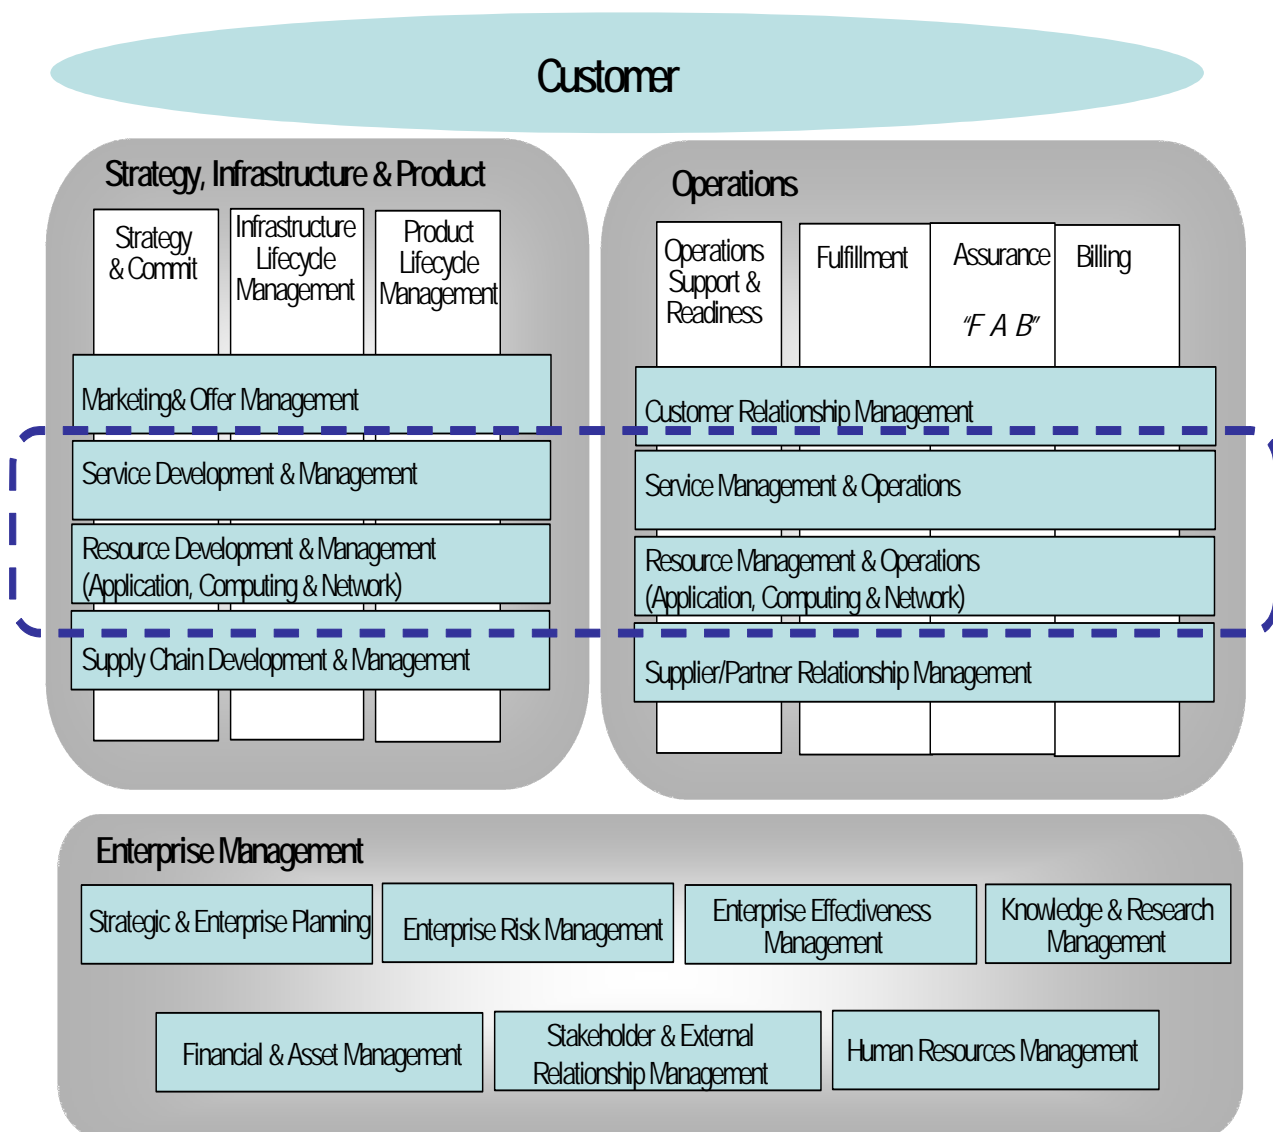 Customer
Strategy, Infrastructure & Product
Strategy
& Commit
Infrastructure
Lifecycle
Management
Product
Lifecycle
Management
Marketing& Offer Management
Service Development & Management
Resource Development & Management
(Application, Computing & Network)
Supply Chain Development & Management
Operations
Operations
Support &
Readiness
Fulfillment
Assurance
Billing
"F A B"
Customer Relationship Management
Service Management & Operations
Resource Management & Operations
(Application, Computing & Network)
Supplier/Partner Relationship Management
Enterprise Management
Strategic & Enterprise Planning
Enterprise Risk Management
Enterprise Effectiveness
Management
Knowledge & Research
Management
Financial & Asset Management
Stakeholder & External
Relationship Management
Human Resources Management